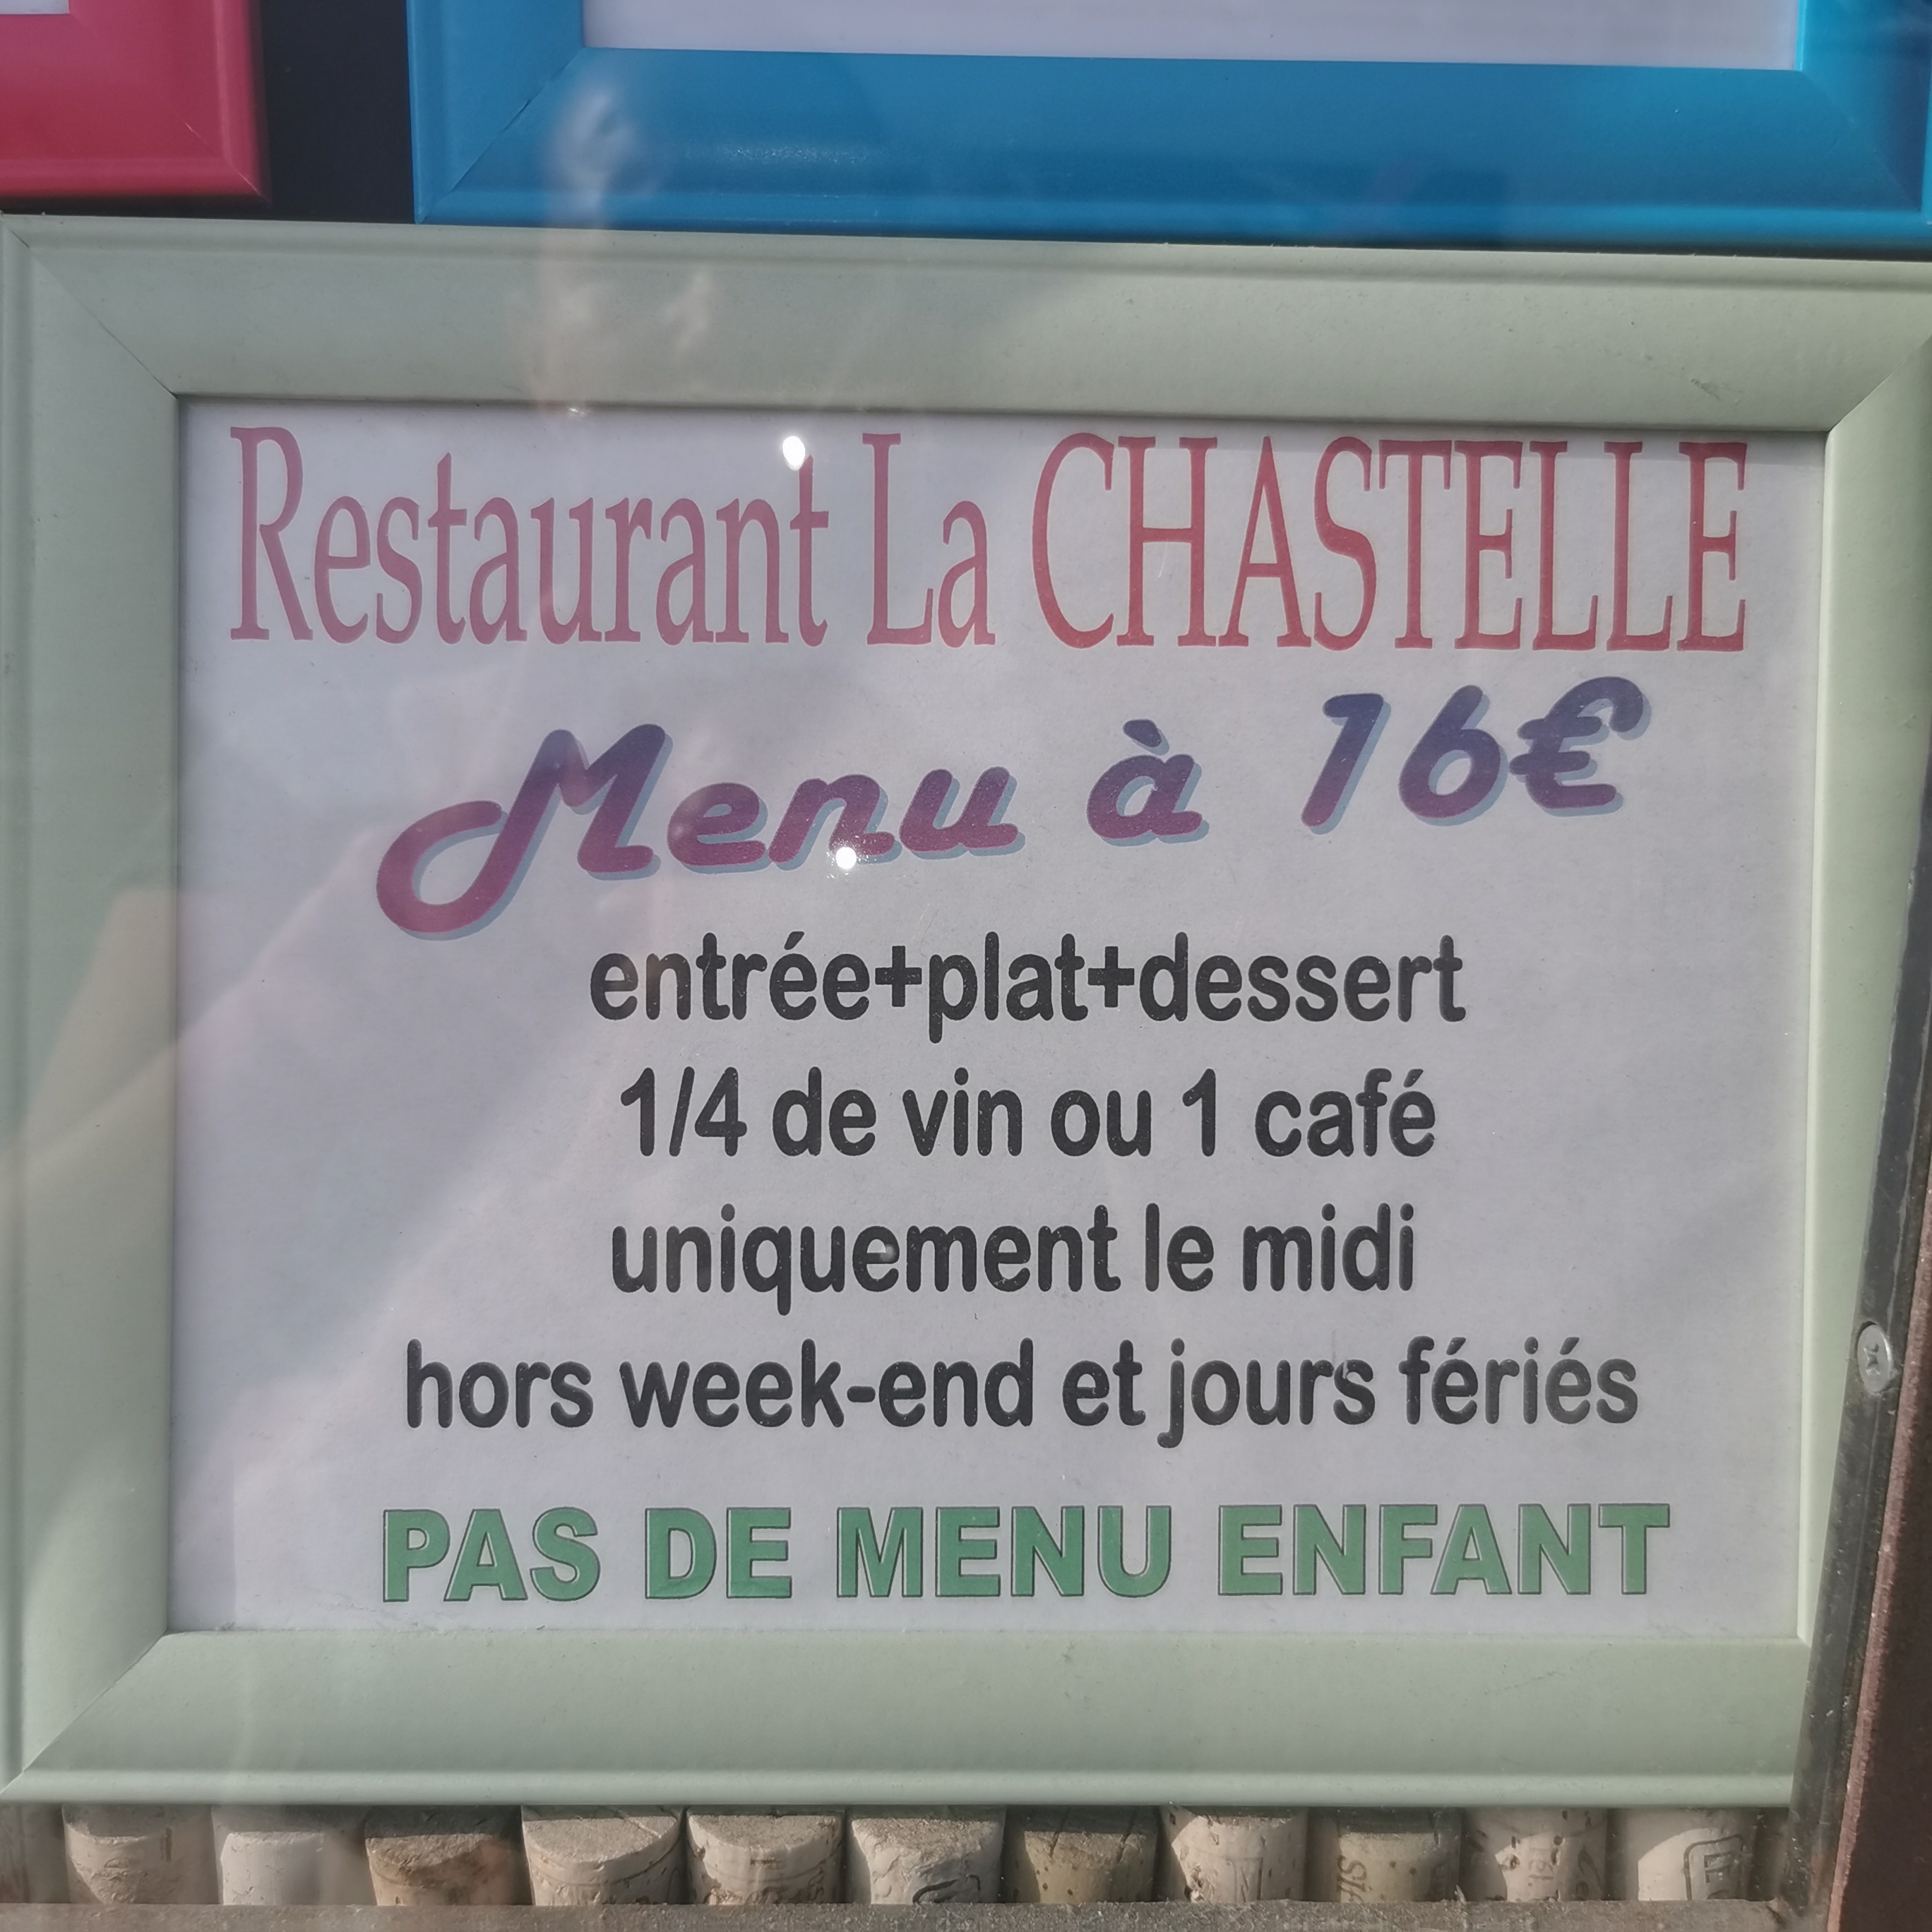 Restaurant La CHASTELLE
Menu à 16€
entrée+plat+dessert
1/4 de vin ou 1 café
uniquement le midi
hors week-end et jours fériés
PAS DE MENU ENFANT